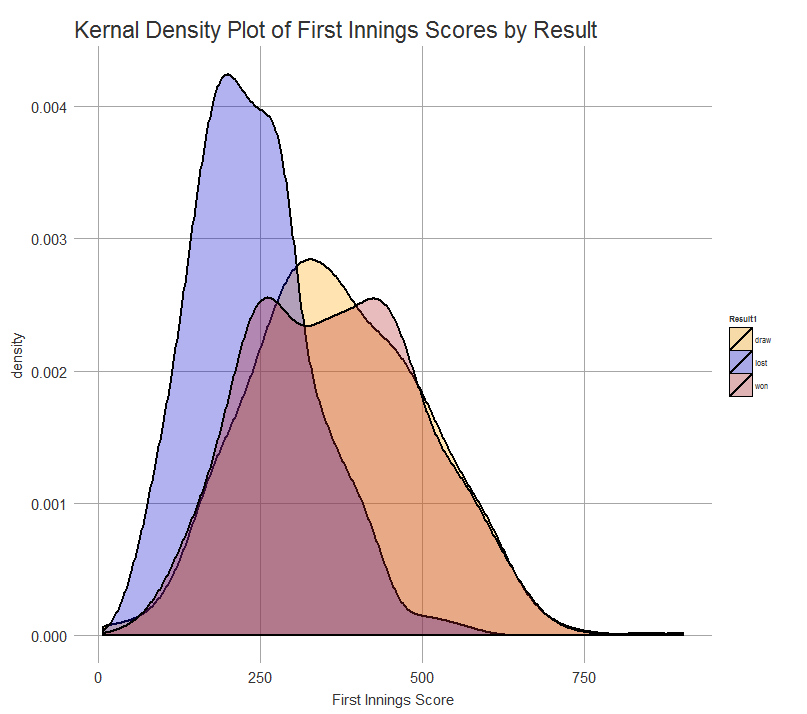 Kernal Density Plot of First Innings Scores by Result
0.004
0.003
0.002
0.001
0.000
density
0 250 500 750
First Innings Score
Result1
draw
lost
won